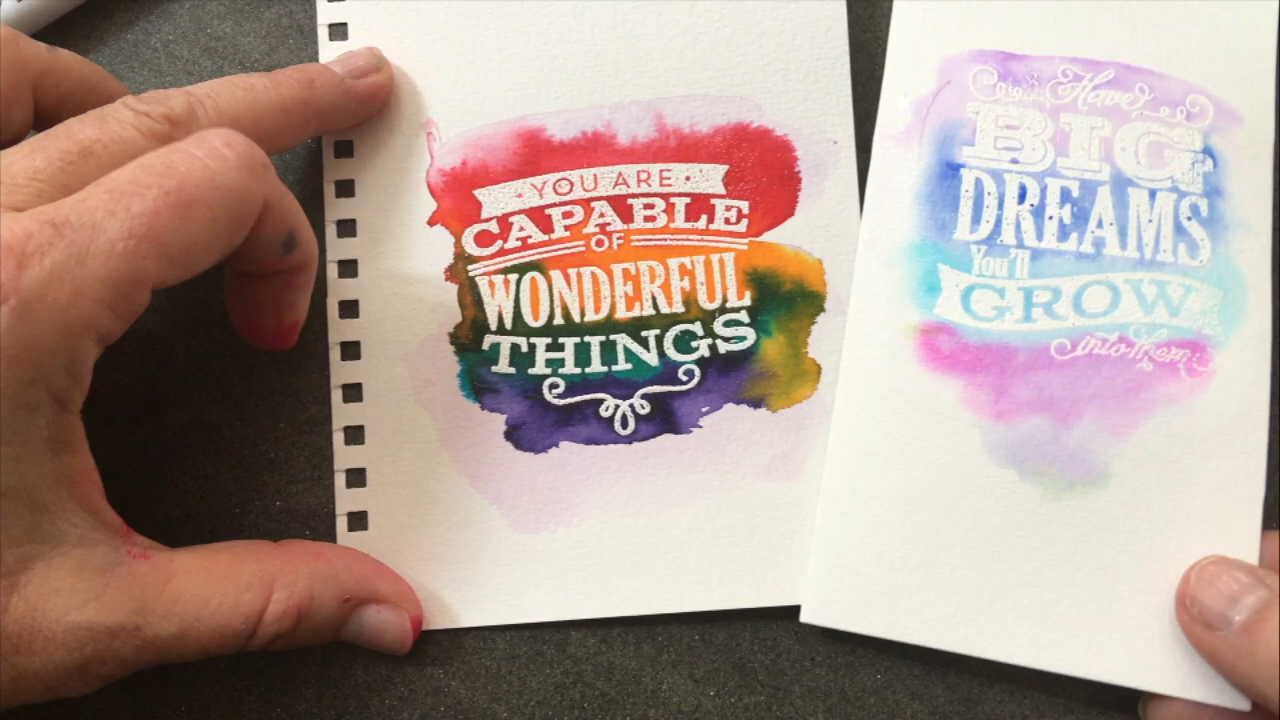 YOU ARE
CAPABLE
OF
WONDERFUL
THINGS
Have
BIG
DREAMS
You'll
GROW
into them